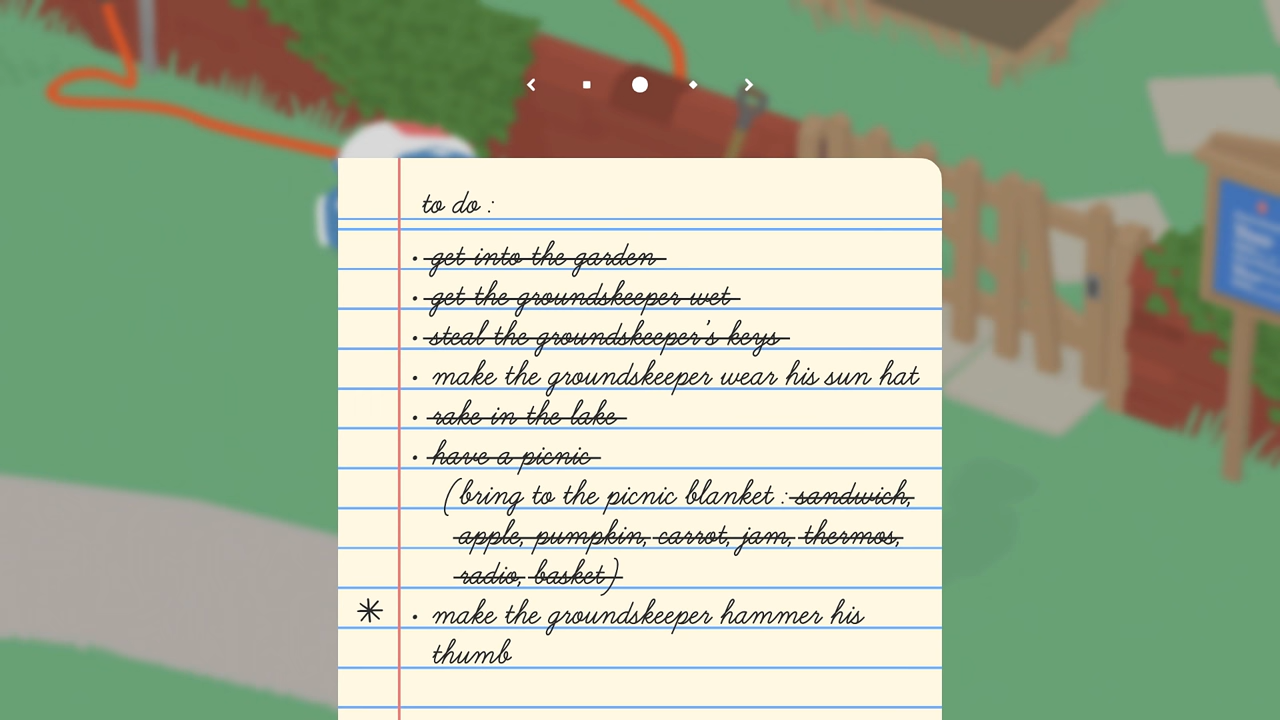 to do :
• get into the garden
• get the groundskeeper wet
• steal the groundskeeper's keys
• make the groundskeeper wear his sun hat
• rake in the lake
• have a picnic
(bring to the picnic blanket : sandwich,
apple, pumpkin, carrot, jam, thermos,
radio, basket)
* • make the groundskeeper hammer his
thumb